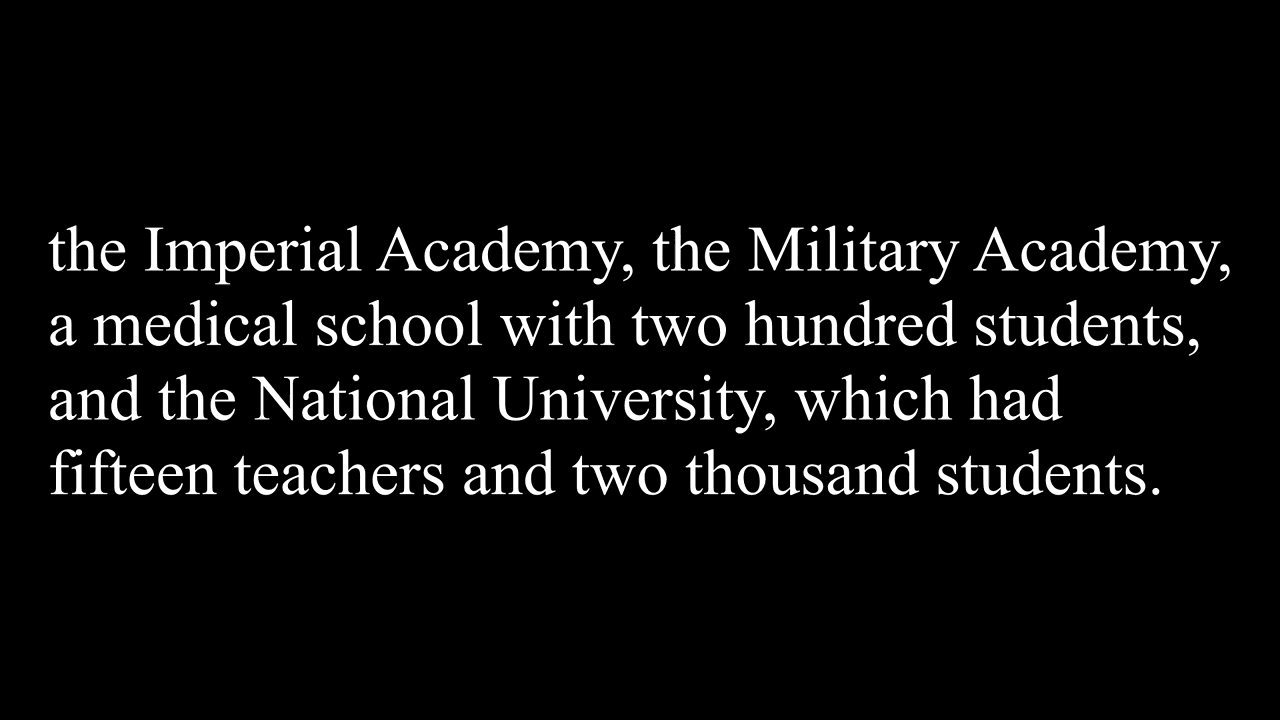 the Imperial Academy, the Military Academy,
a medical school with two hundred students,
and the National University, which had
fifteen teachers and two thousand students.